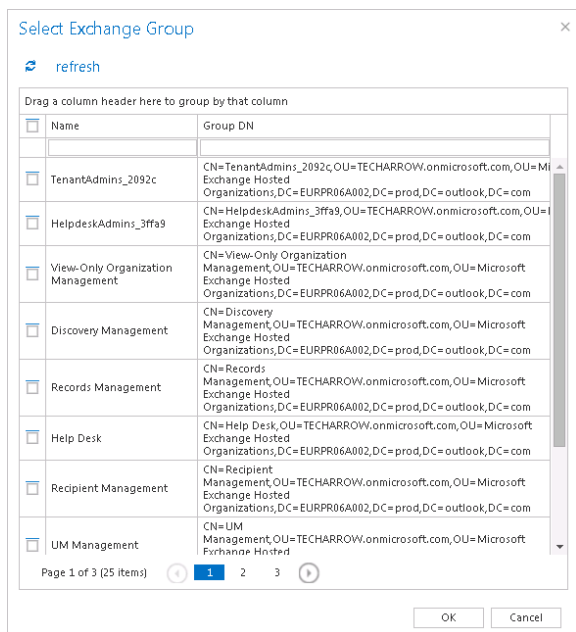 Select Exchange Group
refresh
Drag a column header here to group by that column
Name Group DN
TenantAdmins_2092c
CN=TenantAdmins_2092c,OU=TECHARROW.onmicrosoft.com,OU=Mi
Exchange Hosted
Organizations,DC=EURPR06A002,DC=prod,DC=outlook,DC=com
HelpdeskAdmins_3ffa9
CN=HelpdeskAdmins_3ffa9,OU=TECHARROW.onmicrosoft.com,OU=
Exchange Hosted
Organizations,DC=EURPR06A002,DC=prod,DC=outlook,DC=com
View-Only Organization
Management
CN=View-Only Organization
Management,OU=TECHARROW.onmicrosoft.com,OU=Microsoft
Exchange Hosted
Organizations,DC=EURPR06A002,DC=prod,DC=outlook,DC=com
Discovery Management
CN=Discovery
Management,OU=TECHARROW.onmicrosoft.com,OU=Microsoft
Exchange Hosted
Organizations,DC=EURPR06A002,DC=prod,DC=outlook,DC=com
Records Management
CN=Records
Management,OU=TECHARROW.onmicrosoft.com,OU=Microsoft
Exchange Hosted
Organizations,DC=EURPR06A002,DC=prod,DC=outlook,DC=com
Help Desk
CN=Help Desk,OU=TECHARROW.onmicrosoft.com,OU=Microsoft
Exchange Hosted
Organizations,DC=EURPR06A002,DC=prod,DC=outlook,DC=com
Recipient Management
CN=Recipient
Management,OU=TECHARROW.onmicrosoft.com,OU=Microsoft
Exchange Hosted
Organizations,DC=EURPR06A002,DC=prod,DC=outlook,DC=com
UM Management
CN=UM
Management,OU=TECHARROW.onmicrosoft.com,OU=Microsoft
Exchange Hosted
Page 1 of 3 (25 items) 1 2 3
OK Cancel